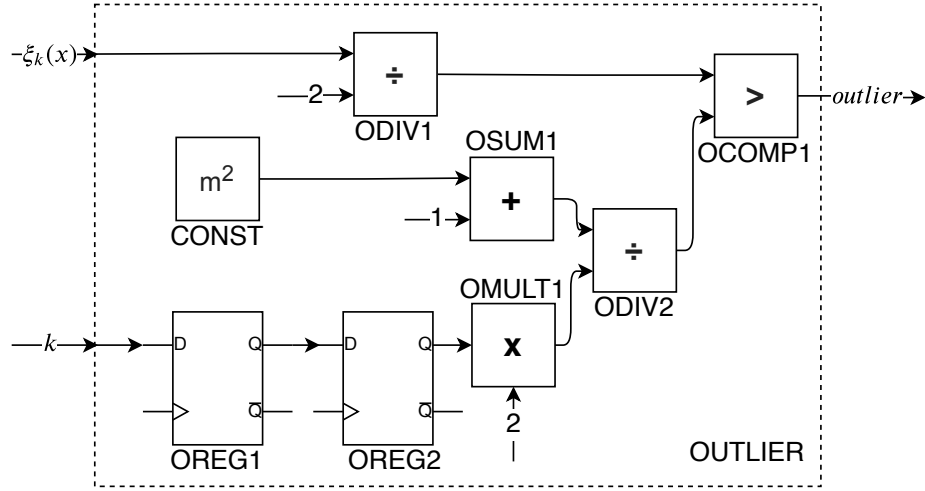 ξₖ(x)
÷
2
ODIV1
>
OCOMP1
outlier
m²
CONST
OSUM1
+
1
÷
ODIV2
OMULT1
x
2
k
D Q
Q̅
OREG1
D Q
Q̅
OREG2
OUTLIER